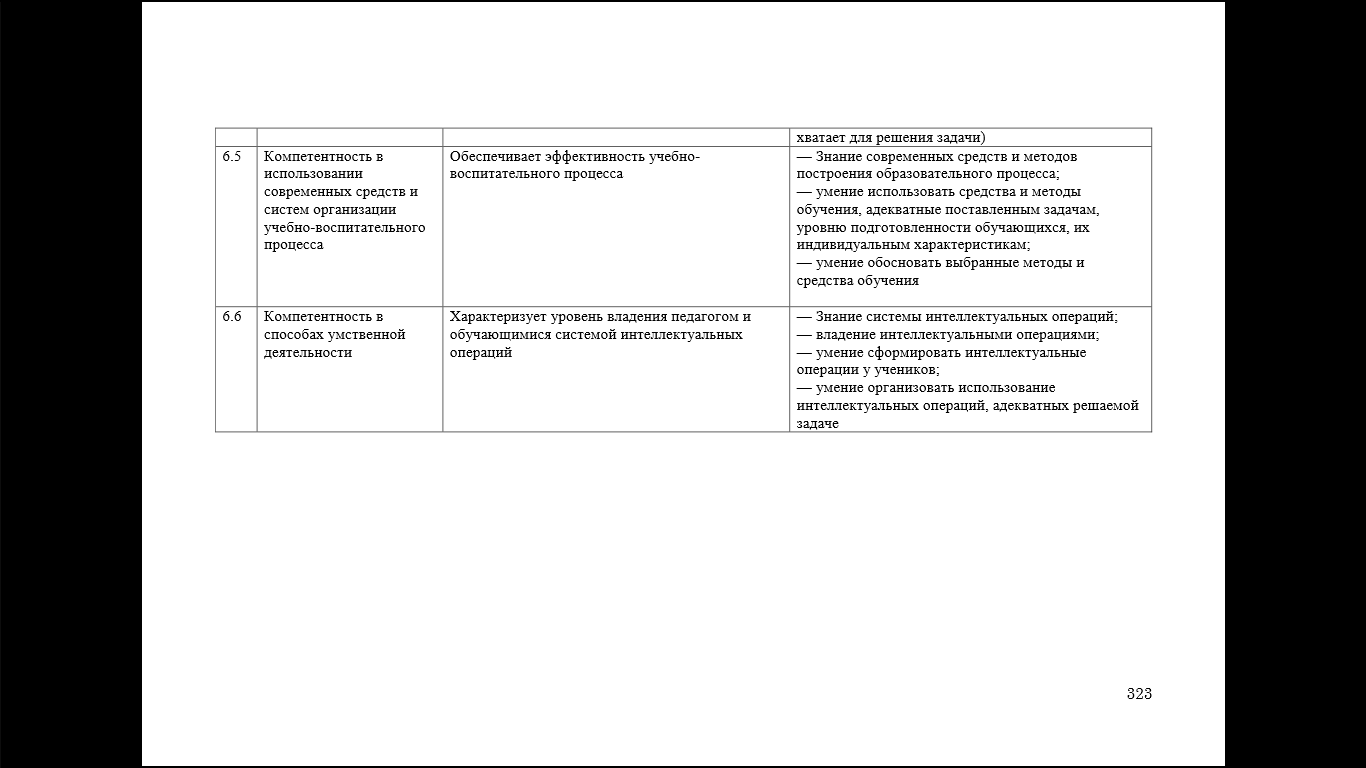 хватает для решения задачи)
6.5
Компетентность в
использовании
современных средств и
систем организации
учебно-воспитательного
процесса
Обеспечивает эффективность учебно-
воспитательного процесса
— Знание современных средств и методов
построения образовательного процесса;
— умение использовать средства и методы
обучения, адекватные поставленным задачам,
уровню подготовленности обучающихся, их
индивидуальным характеристикам;
— умение обосновать выбранные методы и
средства обучения
6.6
Компетентность в
способах умственной
деятельности
Характеризует уровень владения педагогом и
обучающимися системой интеллектуальных
операций
— Знание системы интеллектуальных операций;
— владение интеллектуальными операциями;
— умение сформировать интеллектуальные
операции у учеников;
— умение организовать использование
интеллектуальных операций, адекватных решаемой
задаче
323